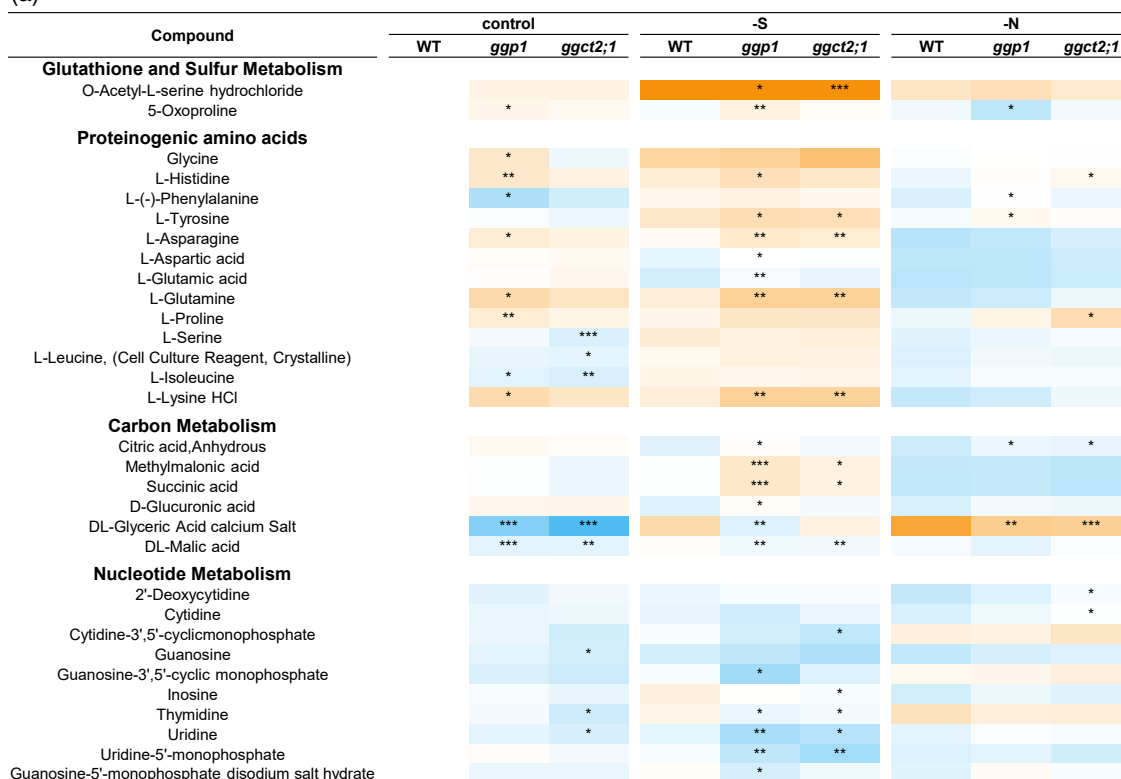 (a)
control -S -N
Compound
WT ggp1 ggct2;1 WT ggp1 ggct2;1 WT ggp1 ggct2;1
Glutathione and Sulfur Metabolism
O-Acetyl-L-serine hydrochloride * ***
5-Oxoproline * ** *
Proteinogenic amino acids
Glycine *
L-Histidine ** * *
L-(-)-Phenylalanine * *
L-Tyrosine * * *
L-Asparagine * ** **
L-Aspartic acid *
L-Glutamic acid **
L-Glutamine * ** **
L-Proline ** *
L-Serine ***
L-Leucine, (Cell Culture Reagent, Crystalline) *
L-Isoleucine * **
L-Lysine HCl * ** **
Carbon Metabolism
Citric acid,Anhydrous * * *
Methylmalonic acid *** *
Succinic acid *** *
D-Glucuronic acid *
DL-Glyceric Acid calcium Salt *** *** ** ** ***
DL-Malic acid *** ** ** **
Nucleotide Metabolism
2'-Deoxycytidine *
Cytidine *
Cytidine-3',5'-cyclicmonophosphate *
Guanosine *
Guanosine-3',5'-cyclic monophosphate *
Inosine *
Thymidine * * *
Uridine * ** *
Uridine-5'-monophosphate ** **
Guanosine-5'-monophosphate disodium salt hydrate *